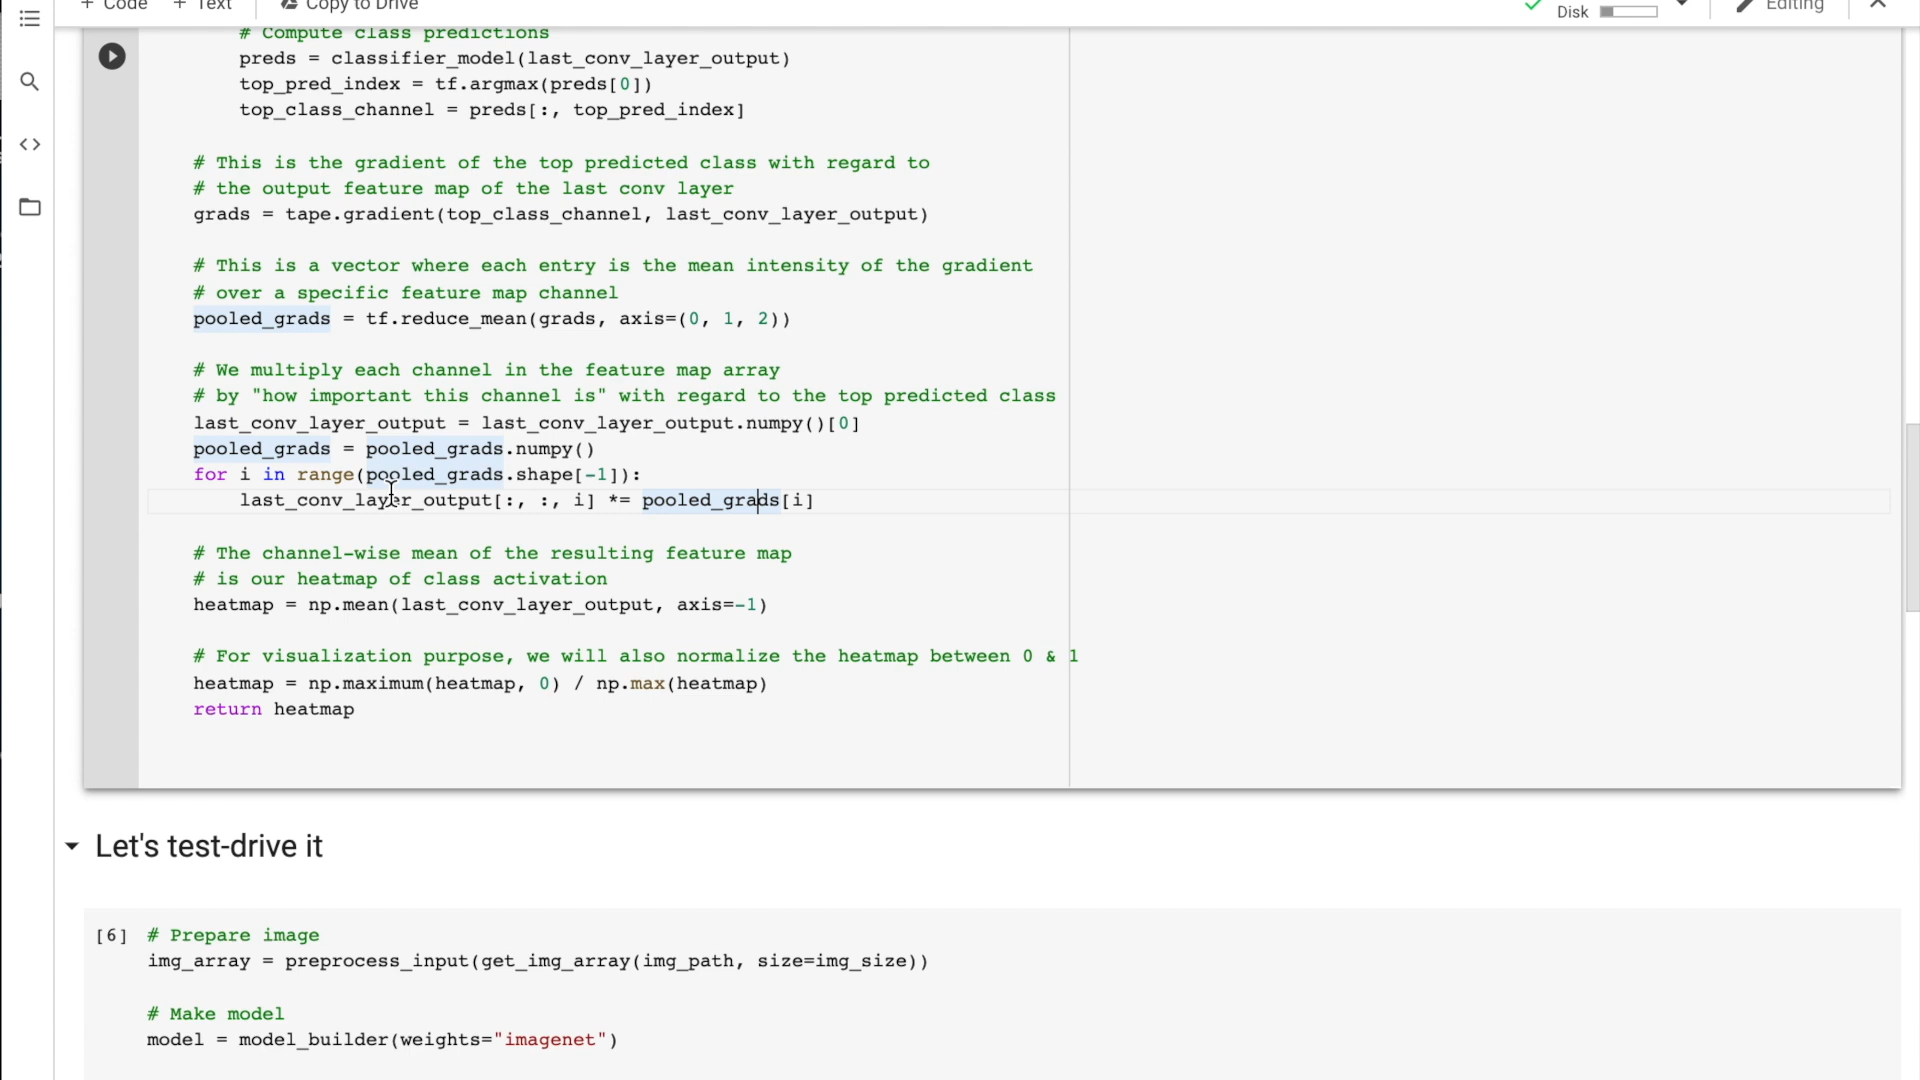 + Code + Text Copy to Drive Disk Editing
# Compute class predictions
preds = classifier_model(last_conv_layer_output)
top_pred_index = tf.argmax(preds[0])
top_class_channel = preds[:, top_pred_index]
# This is the gradient of the top predicted class with regard to
# the output feature map of the last conv layer
grads = tape.gradient(top_class_channel, last_conv_layer_output)
# This is a vector where each entry is the mean intensity of the gradient
# over a specific feature map channel
pooled_grads = tf.reduce_mean(grads, axis=(0, 1, 2))
# We multiply each channel in the feature map array
# by "how important this channel is" with regard to the top predicted class
last_conv_layer_output = last_conv_layer_output.numpy()[0]
pooled_grads = pooled_grads.numpy()
for i in range(pooled_grads.shape[-1]):
    last_conv_layer_output[:, :, i] *= pooled_grads[i]
# The channel-wise mean of the resulting feature map
# is our heatmap of class activation
heatmap = np.mean(last_conv_layer_output, axis=-1)
# For visualization purpose, we will also normalize the heatmap between 0 & 1
heatmap = np.maximum(heatmap, 0) / np.max(heatmap)
return heatmap
Let's test-drive it
[6] # Prepare image
img_array = preprocess_input(get_img_array(img_path, size=img_size))
# Make model
model = model_builder(weights="imagenet")